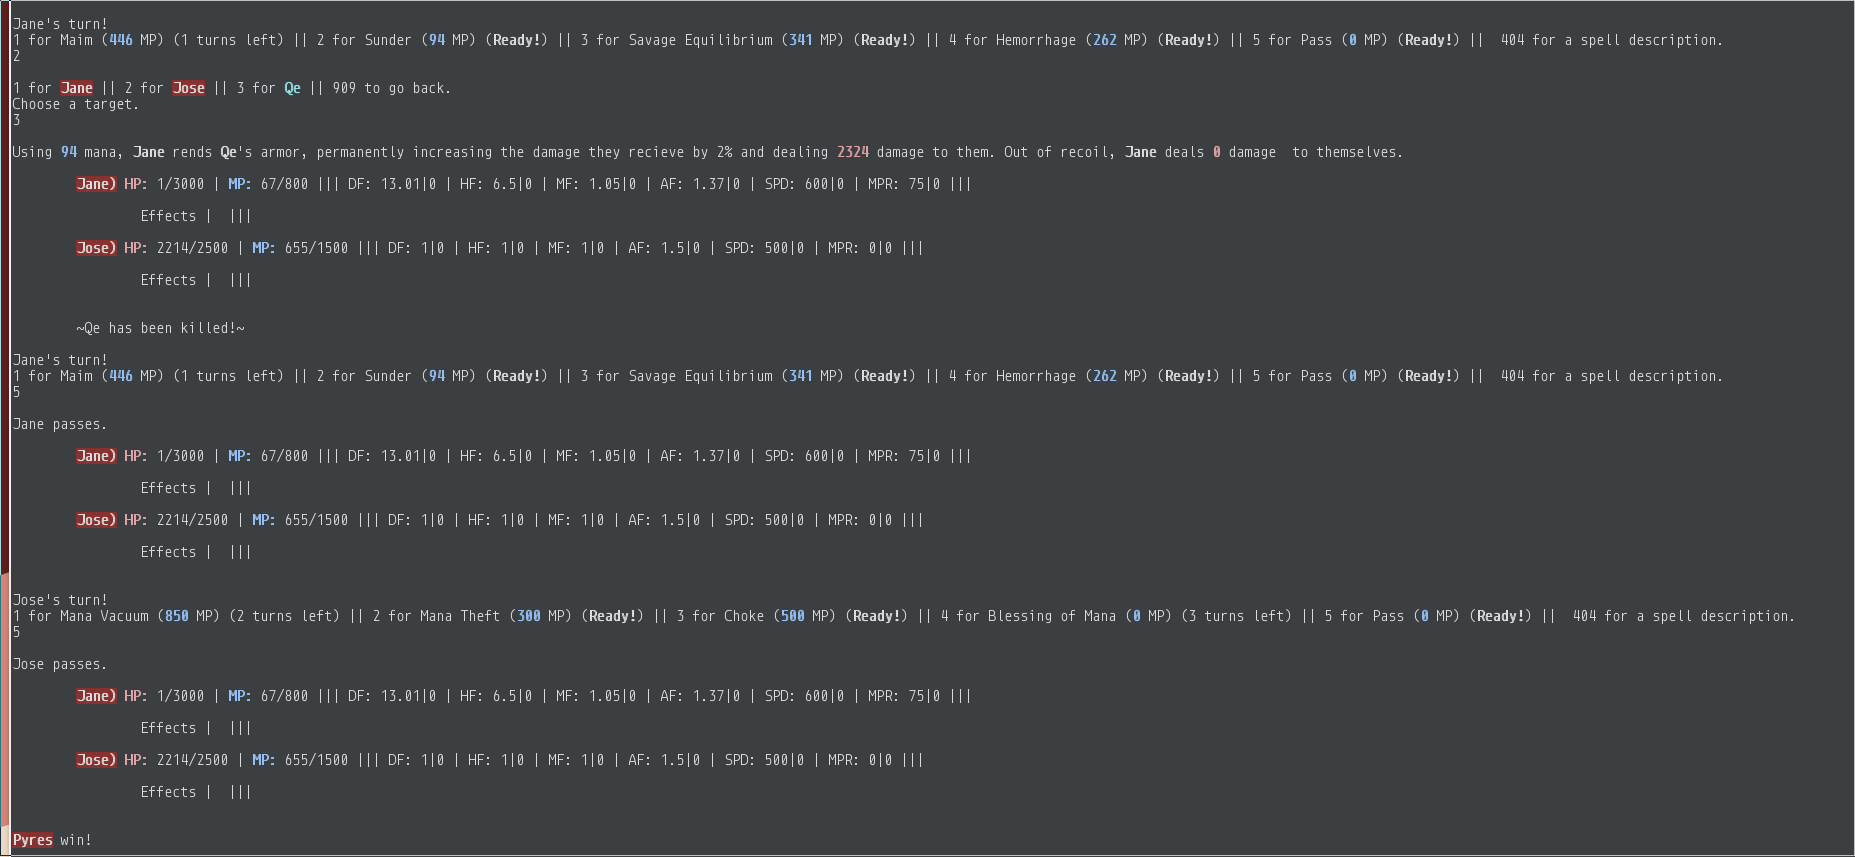 Jane's turn!
1 for Maim (446 MP) (1 turns left) || 2 for Sunder (94 MP) (Ready!) || 3 for Savage Equilibrium (341 MP) (Ready!) || 4 for Hemorrhage (262 MP) (Ready!) || 5 for Pass (0 MP) (Ready!) ||  404 for a spell description.
2
1 for Jane || 2 for Jose || 3 for Qe || 909 to go back.
Choose a target.
3
Using 94 mana, Jane rends Qe's armor, permanently increasing the damage they recieve by 2% and dealing 2324 damage to them. Out of recoil, Jane deals 0 damage  to themselves.
Jane) HP: 1/3000 | MP: 67/800 ||| DF: 13.01|0 | HF: 6.5|0 | MF: 1.05|0 | AF: 1.37|0 | SPD: 600|0 | MPR: 75|0 |||
Effects |  |||
Jose) HP: 2214/2500 | MP: 655/1500 ||| DF: 1|0 | HF: 1|0 | MF: 1|0 | AF: 1.5|0 | SPD: 500|0 | MPR: 0|0 |||
Effects |  |||
~Qe has been killed!~
Jane's turn!
1 for Maim (446 MP) (1 turns left) || 2 for Sunder (94 MP) (Ready!) || 3 for Savage Equilibrium (341 MP) (Ready!) || 4 for Hemorrhage (262 MP) (Ready!) || 5 for Pass (0 MP) (Ready!) ||  404 for a spell description.
5
Jane passes.
Jane) HP: 1/3000 | MP: 67/800 ||| DF: 13.01|0 | HF: 6.5|0 | MF: 1.05|0 | AF: 1.37|0 | SPD: 600|0 | MPR: 75|0 |||
Effects |  |||
Jose) HP: 2214/2500 | MP: 655/1500 ||| DF: 1|0 | HF: 1|0 | MF: 1|0 | AF: 1.5|0 | SPD: 500|0 | MPR: 0|0 |||
Effects |  |||
Jose's turn!
1 for Mana Vacuum (850 MP) (2 turns left) || 2 for Mana Theft (300 MP) (Ready!) || 3 for Choke (500 MP) (Ready!) || 4 for Blessing of Mana (0 MP) (3 turns left) || 5 for Pass (0 MP) (Ready!) ||  404 for a spell description.
5
Jose passes.
Jane) HP: 1/3000 | MP: 67/800 ||| DF: 13.01|0 | HF: 6.5|0 | MF: 1.05|0 | AF: 1.37|0 | SPD: 600|0 | MPR: 75|0 |||
Effects |  |||
Jose) HP: 2214/2500 | MP: 655/1500 ||| DF: 1|0 | HF: 1|0 | MF: 1|0 | AF: 1.5|0 | SPD: 500|0 | MPR: 0|0 |||
Effects |  |||
Pyres win!